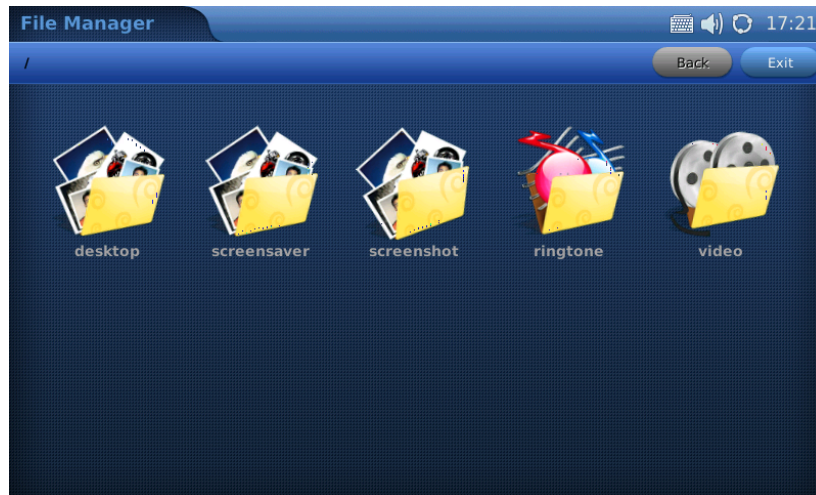 File Manager 17:21
/ Back Exit
desktop screensaver screenshot ringtone video